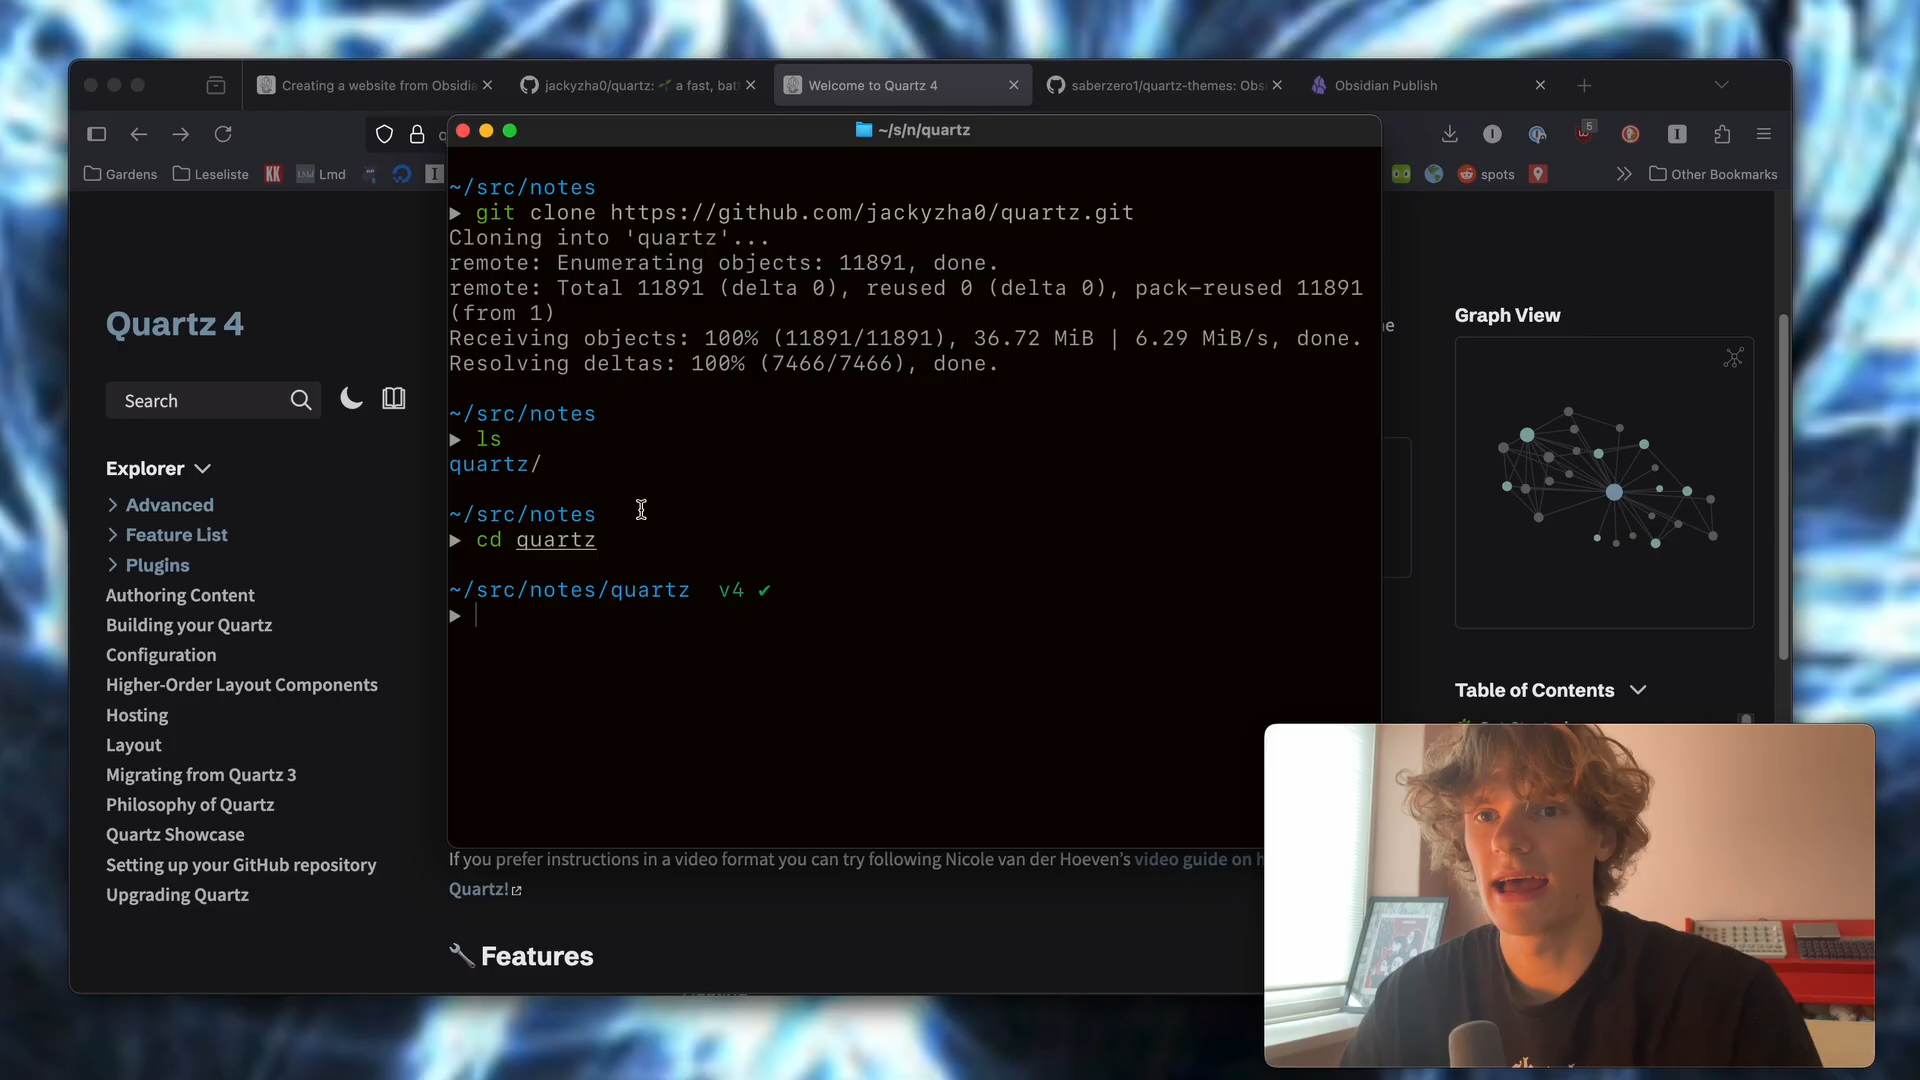 Creating a website from Obsidia
jackyzha0/quartz: 🌱 a fast, bat
Welcome to Quartz 4
saberzero1/quartz-themes: Obs
Obsidian Publish
~/s/n/quartz
5
Gardens
Leseliste
KK
Lmd
spots
Other Bookmarks
~/src/notes
▶ git clone https://github.com/jackyzha0/quartz.git
Cloning into 'quartz'...
remote: Enumerating objects: 11891, done.
remote: Total 11891 (delta 0), reused 0 (delta 0), pack-reused 11891
(from 1)
Receiving objects: 100% (11891/11891), 36.72 MiB | 6.29 MiB/s, done.
Resolving deltas: 100% (7466/7466), done.
~/src/notes
▶ ls
quartz/
~/src/notes
▶ cd quartz
~/src/notes/quartz v4 ✔
▶
Quartz 4
Search
Explorer
Advanced
Feature List
Plugins
Authoring Content
Building your Quartz
Configuration
Higher-Order Layout Components
Hosting
Layout
Migrating from Quartz 3
Philosophy of Quartz
Quartz Showcase
Setting up your GitHub repository
Upgrading Quartz
If you prefer instructions in a video format you can try following Nicole van der Hoeven's video guide on h
Quartz!
🔧 Features
Graph View
Table of Contents